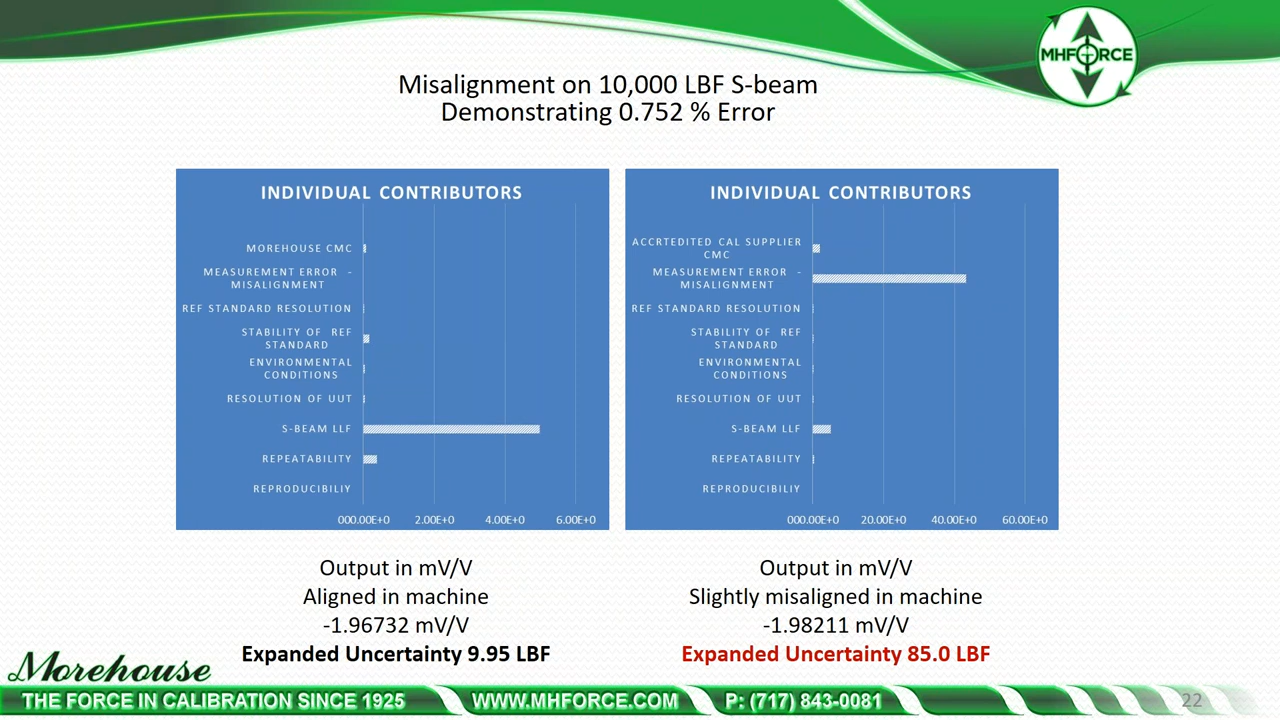 MHFORCE
Misalignment on 10,000 LBF S-beam
Demonstrating 0.752 % Error
INDIVIDUAL CONTRIBUTORS
MOREHOUSE CMC
MEASUREMENT ERROR -
MISALIGNMENT
REF STANDARD RESOLUTION
STABILITY OF REF
STANDARD
ENVIRONMENTAL
CONDITIONS
RESOLUTION OF UUT
S-BEAM LLF
REPEATABILITY
REPRODUCIBILIY
000.00E+0 2.00E+0 4.00E+0 6.00E+0
INDIVIDUAL CONTRIBUTORS
ACCRTEDITED CAL SUPPLIER
CMC
MEASUREMENT ERROR -
MISALIGNMENT
REF STANDARD RESOLUTION
STABILITY OF REF
STANDARD
ENVIRONMENTAL
CONDITIONS
RESOLUTION OF UUT
S-BEAM LLF
REPEATABILITY
REPRODUCIBILIY
000.00E+0 20.00E+0 40.00E+0 60.00E+0
Output in mV/V
Aligned in machine
-1.96732 mV/V
Expanded Uncertainty 9.95 LBF
Output in mV/V
Slightly misaligned in machine
-1.98211 mV/V
Expanded Uncertainty 85.0 LBF
Morehouse
THE FORCE IN CALIBRATION SINCE 1925 WWW.MHFORCE.COM P: (717) 843-0081 22